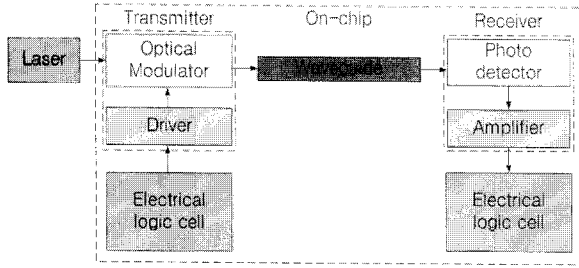 Transmitter
On-chip
Receiver
Laser
Optical
Modulator
Waveguide
Photo
detector
Driver
Amplifier
Electrical
logic cell
Electrical
logic cell